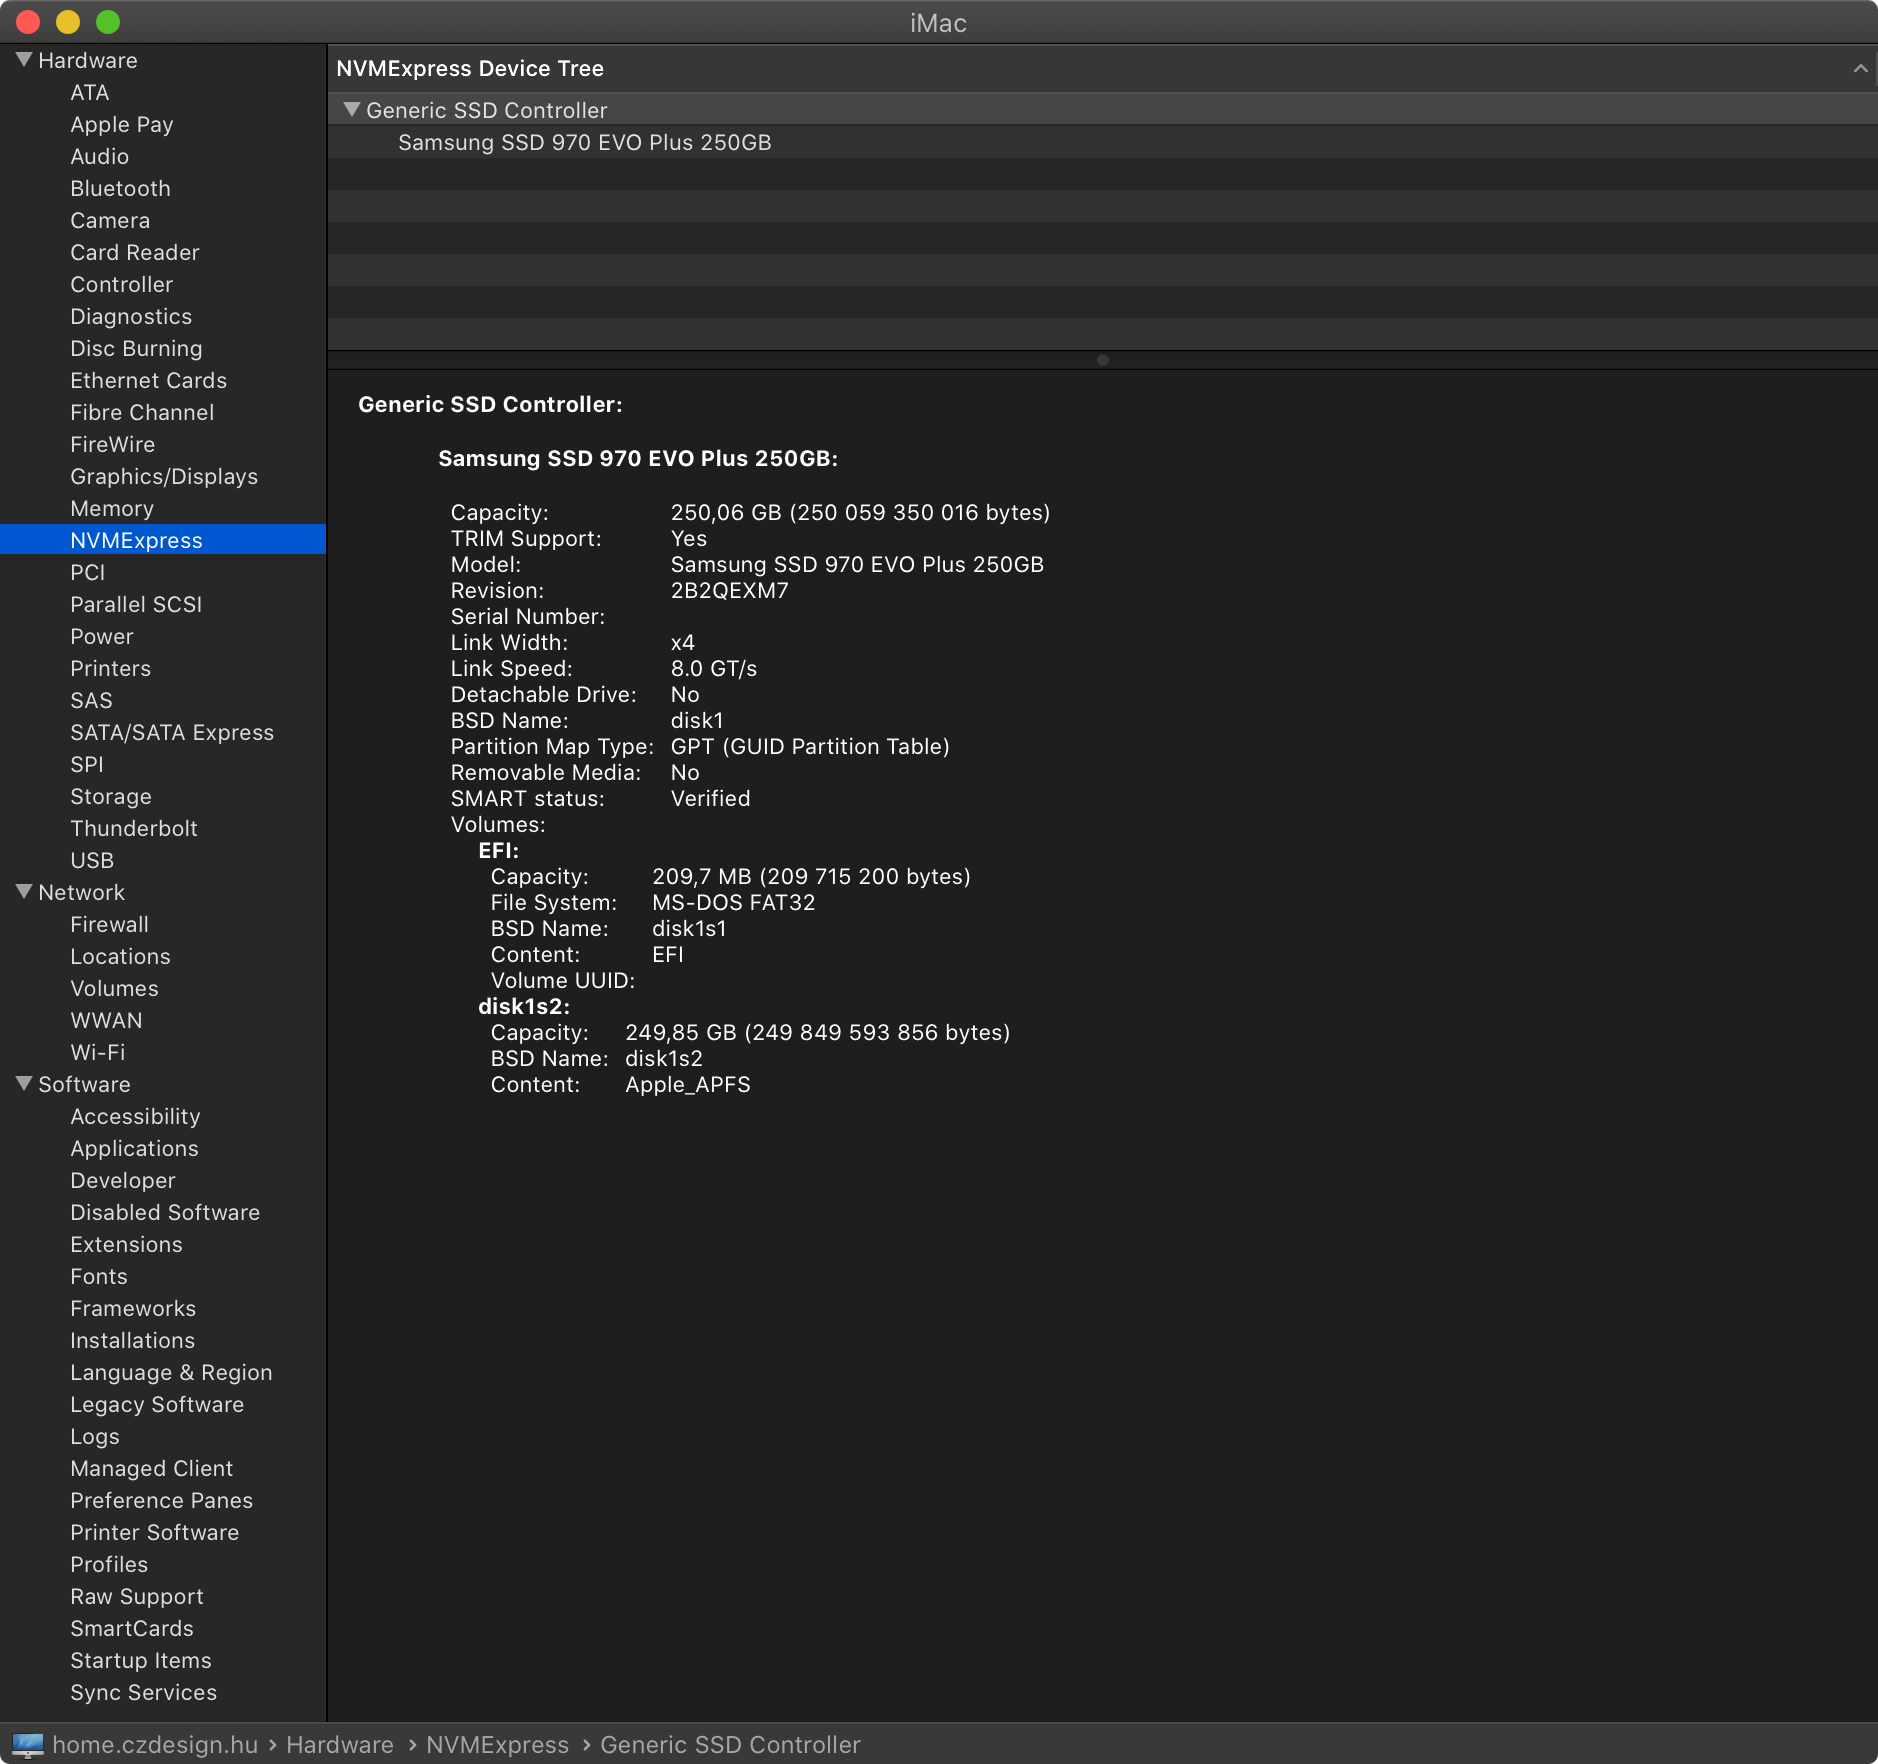 iMac
Hardware
ATA
Apple Pay
Audio
Bluetooth
Camera
Card Reader
Controller
Diagnostics
Disc Burning
Ethernet Cards
Fibre Channel
FireWire
Graphics/Displays
Memory
NVMExpress
PCI
Parallel SCSI
Power
Printers
SAS
SATA/SATA Express
SPI
Storage
Thunderbolt
USB
Network
Firewall
Locations
Volumes
WWAN
Wi-Fi
Software
Accessibility
Applications
Developer
Disabled Software
Extensions
Fonts
Frameworks
Installations
Language & Region
Legacy Software
Logs
Managed Client
Preference Panes
Printer Software
Profiles
Raw Support
SmartCards
Startup Items
Sync Services
NVMExpress Device Tree
Generic SSD Controller
Samsung SSD 970 EVO Plus 250GB
Generic SSD Controller:
Samsung SSD 970 EVO Plus 250GB:
Capacity: 250,06 GB (250 059 350 016 bytes)
TRIM Support: Yes
Model: Samsung SSD 970 EVO Plus 250GB
Revision: 2B2QEXM7
Serial Number:
Link Width: x4
Link Speed: 8.0 GT/s
Detachable Drive: No
BSD Name: disk1
Partition Map Type: GPT (GUID Partition Table)
Removable Media: No
SMART status: Verified
Volumes:
EFI:
Capacity: 209,7 MB (209 715 200 bytes)
File System: MS-DOS FAT32
BSD Name: disk1s1
Content: EFI
Volume UUID:
disk1s2:
Capacity: 249,85 GB (249 849 593 856 bytes)
BSD Name: disk1s2
Content: Apple_APFS
home.czdesign.hu › Hardware › NVMExpress › Generic SSD Controller